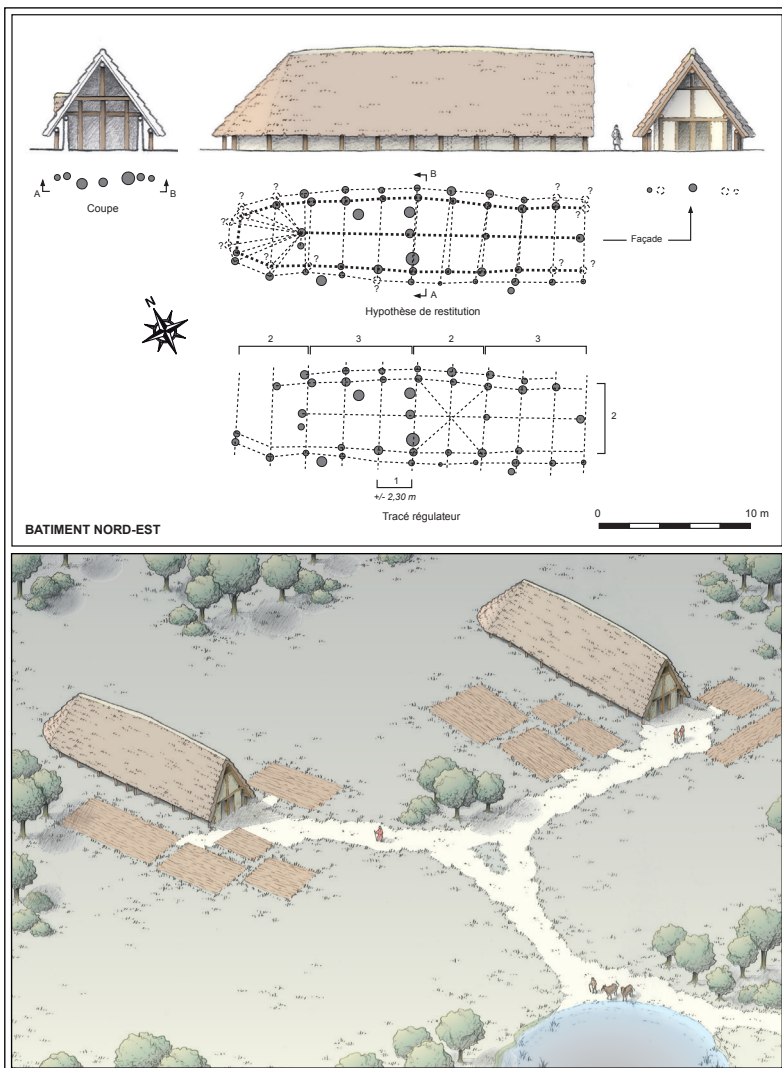 B
A
B
Coupe
?
?
?
?
?
Façade
?
?
?
?
?
A
Hypothèse de restitution
N
2
3
2
3
2
1
+/- 2,30 m
Tracé régulateur
BATIMENT NORD-EST
0
10 m